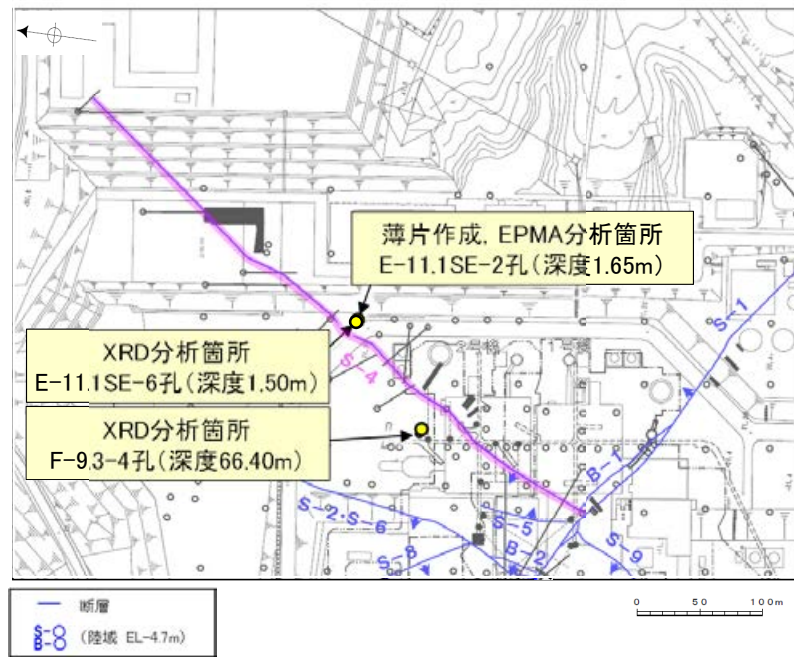 薄片作成，EPMA分析箇所
E-11.1SE-2孔（深度1.65m）
XRD分析箇所
E-11.1SE-6孔（深度1.50m）
XRD分析箇所
F-9.3-4孔（深度66.40m）
S-1
S-4
B-1
S-2・S-6
S-5
S-8
B-2
S-9
断層
S-○
B-○ (陸域 EL-4.7m)
0 50 100m